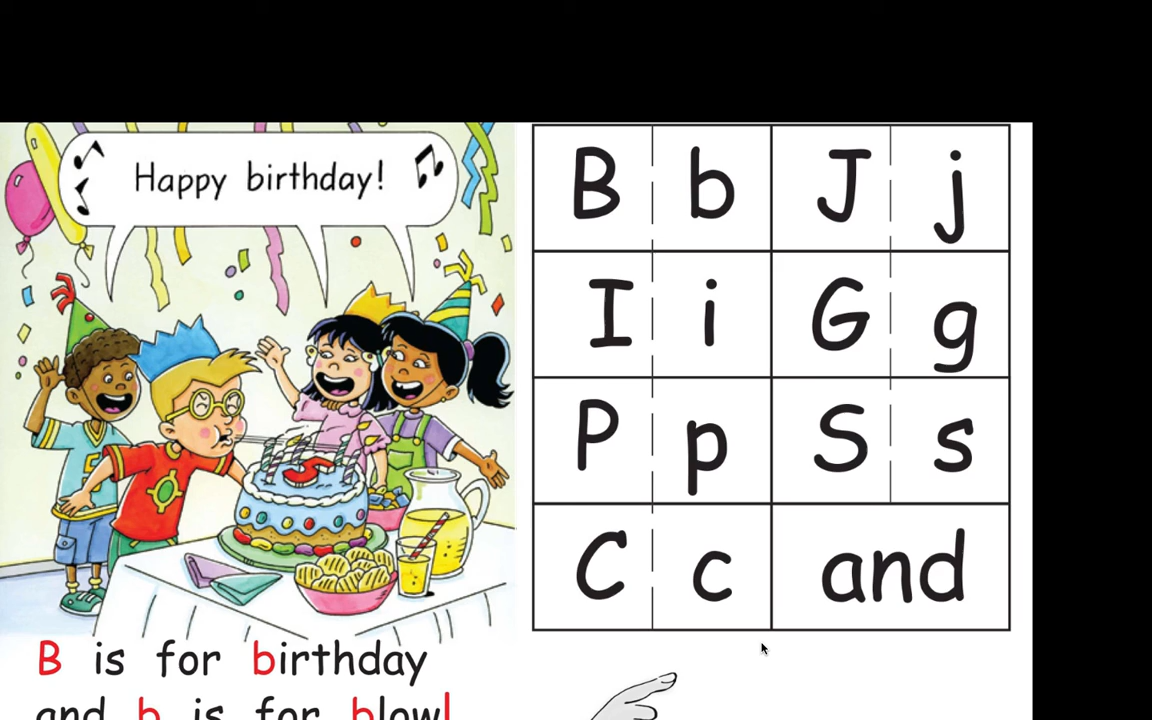 Happy birthday!
B is for birthday
and b is for blow!
B b J j
I i G g
P p S s
C c and